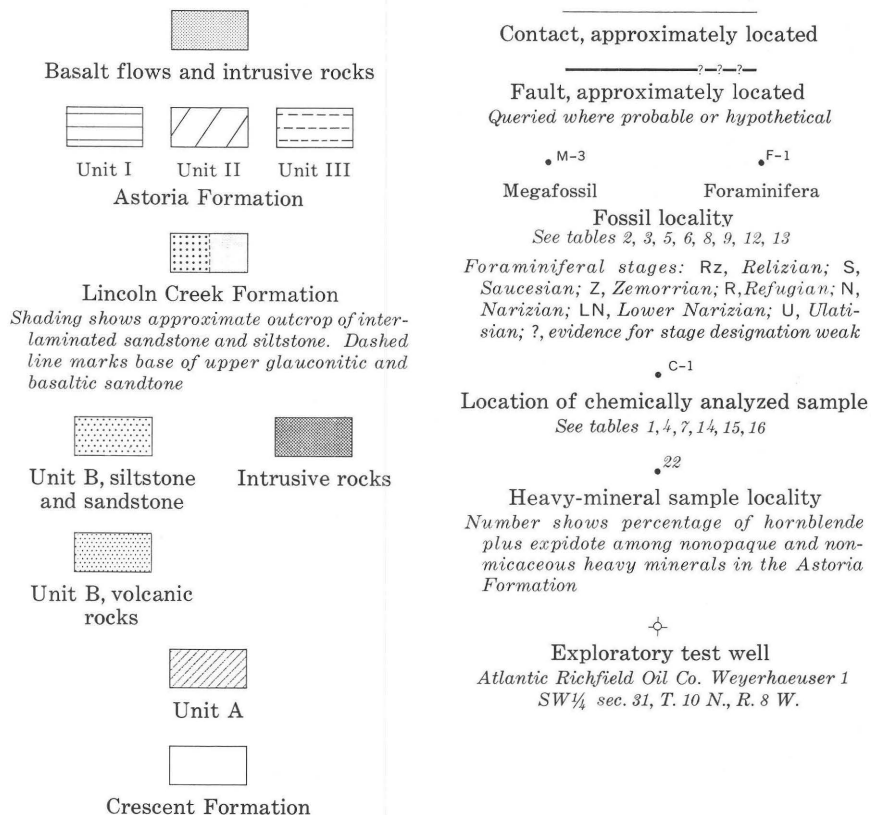 Basalt flows and intrusive rocks
Unit I Unit II Unit III
Astoria Formation
Lincoln Creek Formation
Shading shows approximate outcrop of inter-
laminated sandstone and siltstone. Dashed
line marks base of upper glauconitic and
basaltic sandtone
Unit B, siltstone
and sandstone
Intrusive rocks
Unit B, volcanic
rocks
Unit A
Crescent Formation
Contact, approximately located
?—?—?
Fault, approximately located
Queried where probable or hypothetical
M-3
Megafossil
F-1
Foraminifera
Fossil locality
See tables 2, 3, 5, 6, 8, 9, 12, 13
Foraminiferal stages: Rz, Relizian; S,
Saucesian; Z, Zemorrian; R, Refugian; N,
Narizian; LN, Lower Narizian; U, Ulati-
sian; ?, evidence for stage designation weak
C-1
Location of chemically analyzed sample
See tables 1, 4, 7, 14, 15, 16
22
Heavy-mineral sample locality
Number shows percentage of hornblende
plus expidote among nonopaque and non-
micaceous heavy minerals in the Astoria
Formation
Exploratory test well
Atlantic Richfield Oil Co. Weyerhaeuser 1
SW¼ sec. 31, T. 10 N., R. 8 W.